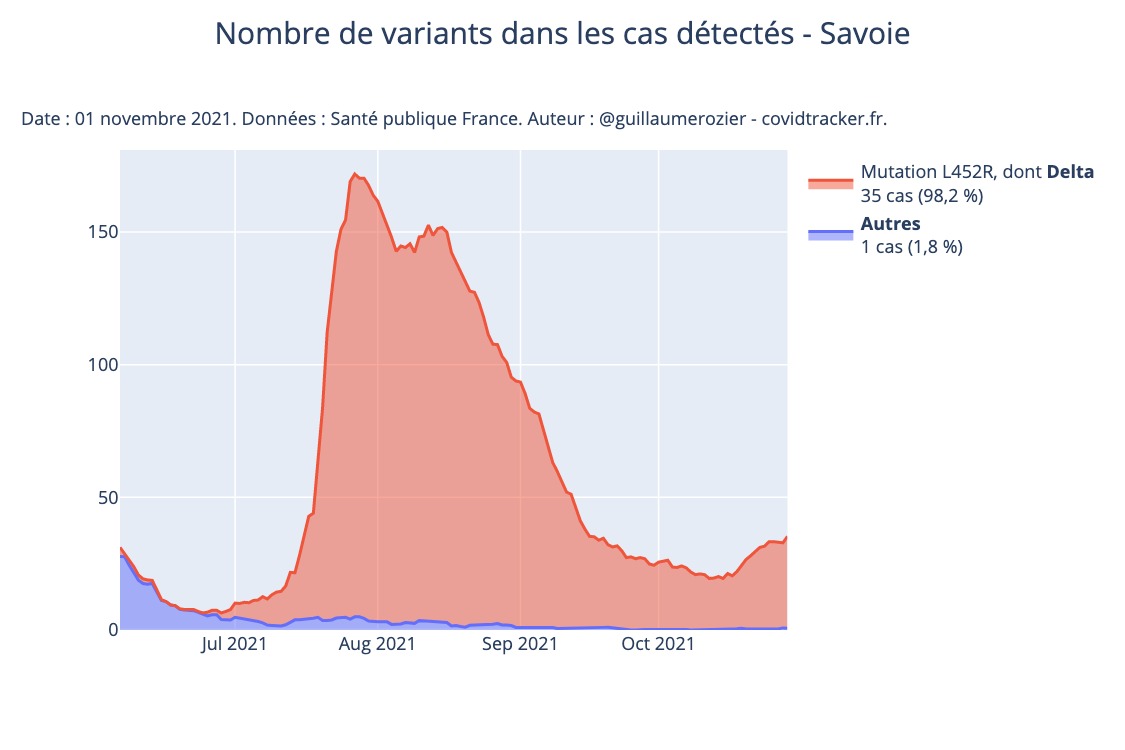 Nombre de variants dans les cas détectés - Savoie
Date : 01 novembre 2021. Données : Santé publique France. Auteur : @guillaumerozier - covidtracker.fr.
Mutation L452R, dont Delta
35 cas (98,2 %)
Autres
1 cas (1,8 %)
150
100
50
0
Jul 2021
Aug 2021
Sep 2021
Oct 2021